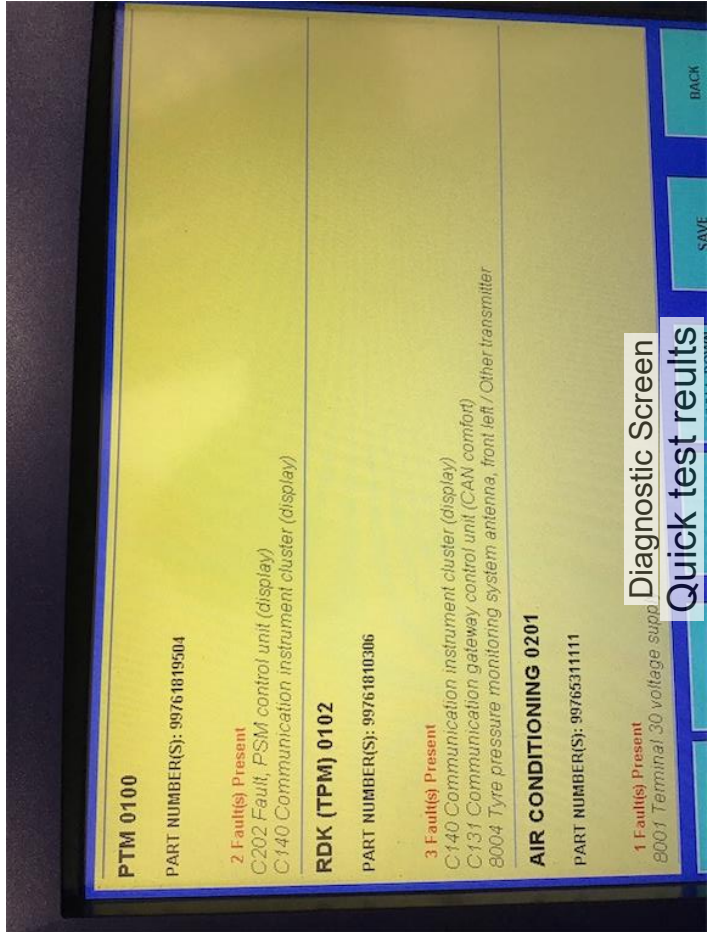 PTM 0100
PART NUMBER(S): 99761819504
2 Fault(s) Present
C202 Fault, PSM control unit (display)
C140 Communication instrument cluster (display)
RDK (TPM) 0102
PART NUMBER(S): 99761810306
3 Fault(s) Present
C140 Communication instrument cluster (display)
C131 Communication gateway control unit (CAN comfort)
8004 Tyre pressure monitoring system antenna, front left / Other transmitter
AIR CONDITIONING 0201
PART NUMBER(S): 99765311111
1 Fault(s) Present
8001 Terminal 30 voltage supp
SAVE
BACK
Diagnostic Screen
Quick test reults